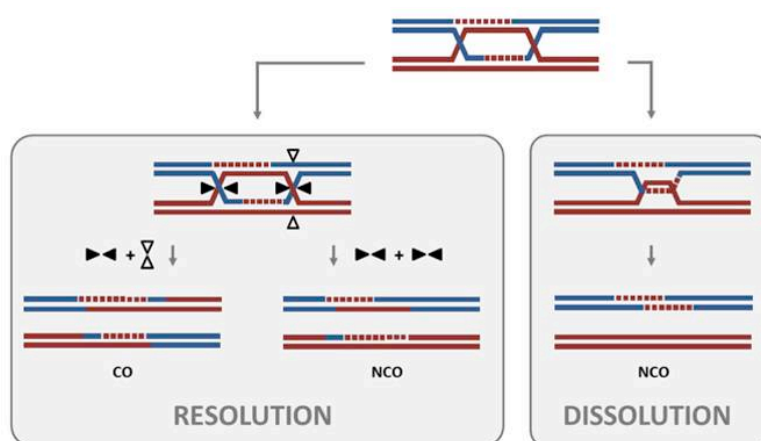 +
+
CO
NCO
NCO
RESOLUTION
DISSOLUTION